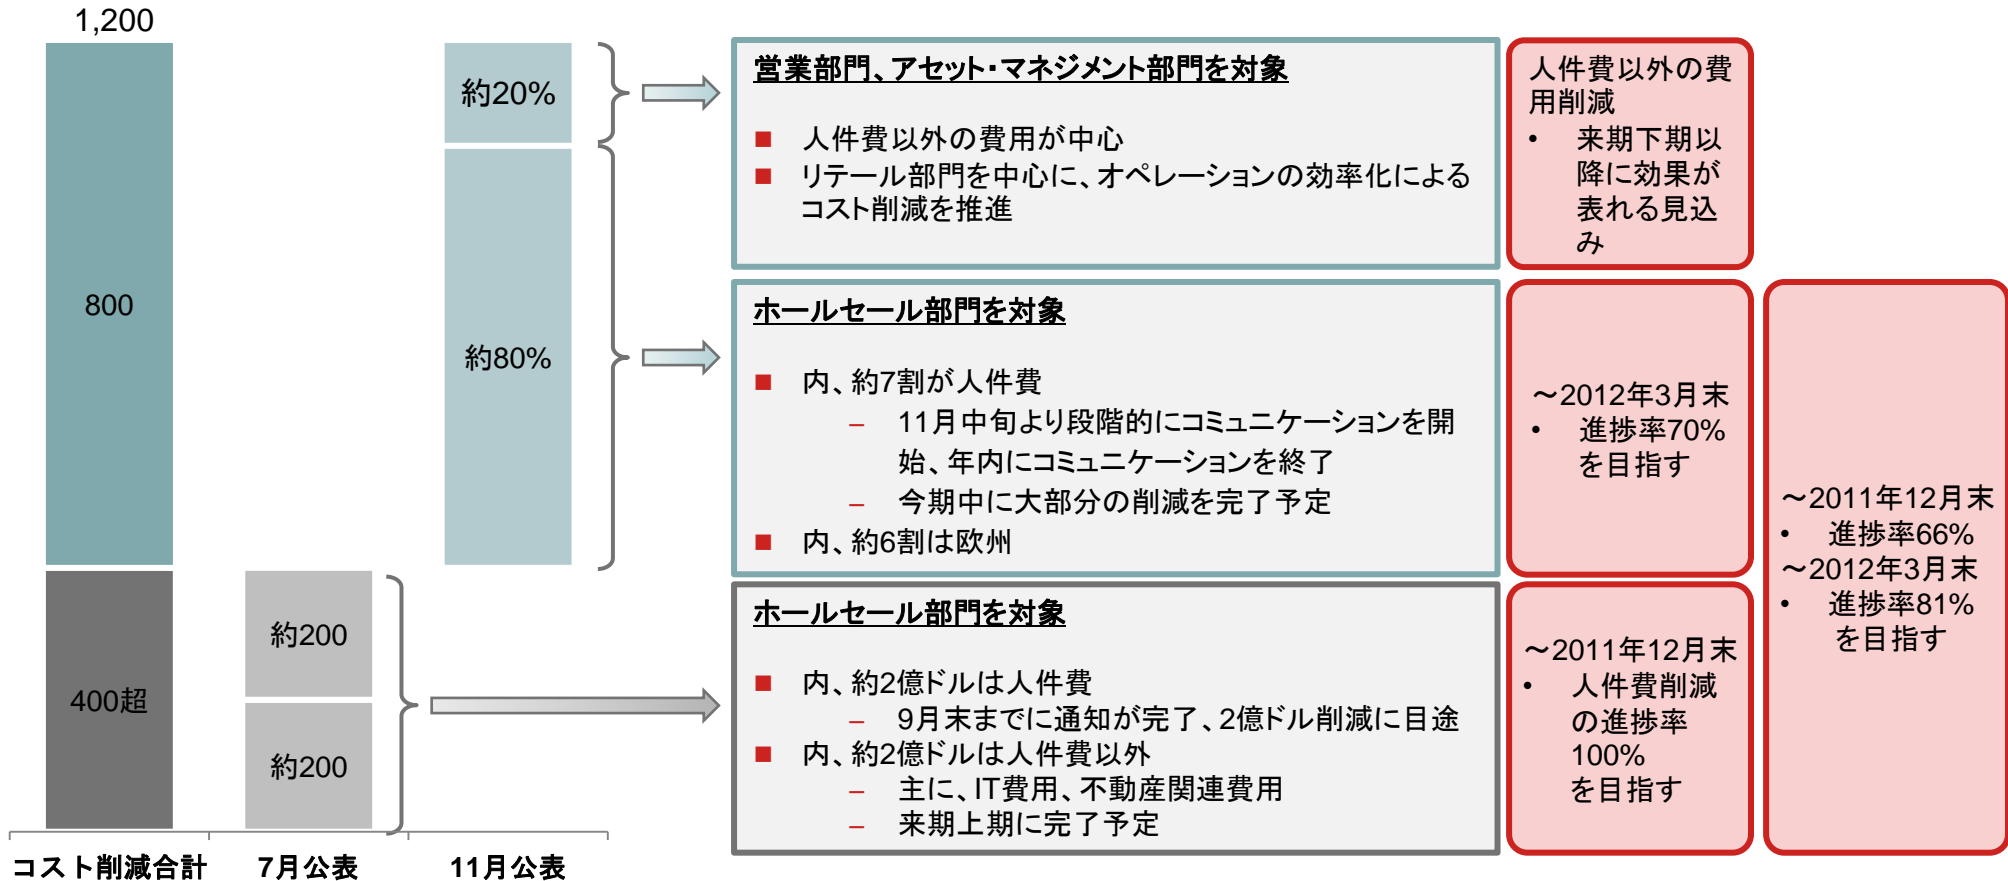 1,200
800
400超
約200
約200
約20%
約80%
コスト削減合計
7月公表
11月公表
営業部門、アセット・マネジメント部門を対象
■ 人件費以外の費用が中心
■ リテール部門を中心に、オペレーションの効率化による
コスト削減を推進
人件費以外の費
用削減
• 来期下期以
降に効果が
表れる見込
み
ホールセール部門を対象
■ 内、約7割が人件費
– 11月中旬より段階的にコミュニケーションを開
始、年内にコミュニケーションを終了
– 今期中に大部分の削減を完了予定
■ 内、約6割は欧州
～2012年3月末
• 進捗率70%
を目指す
ホールセール部門を対象
■ 内、約2億ドルは人件費
– 9月末までに通知が完了、2億ドル削減に目途
■ 内、約2億ドルは人件費以外
– 主に、IT費用、不動産関連費用
– 来期上期に完了予定
～2011年12月末
• 人件費削減
の進捗率
100%
を目指す
～2011年12月末
• 進捗率66%
～2012年3月末
• 進捗率81%
を目指す